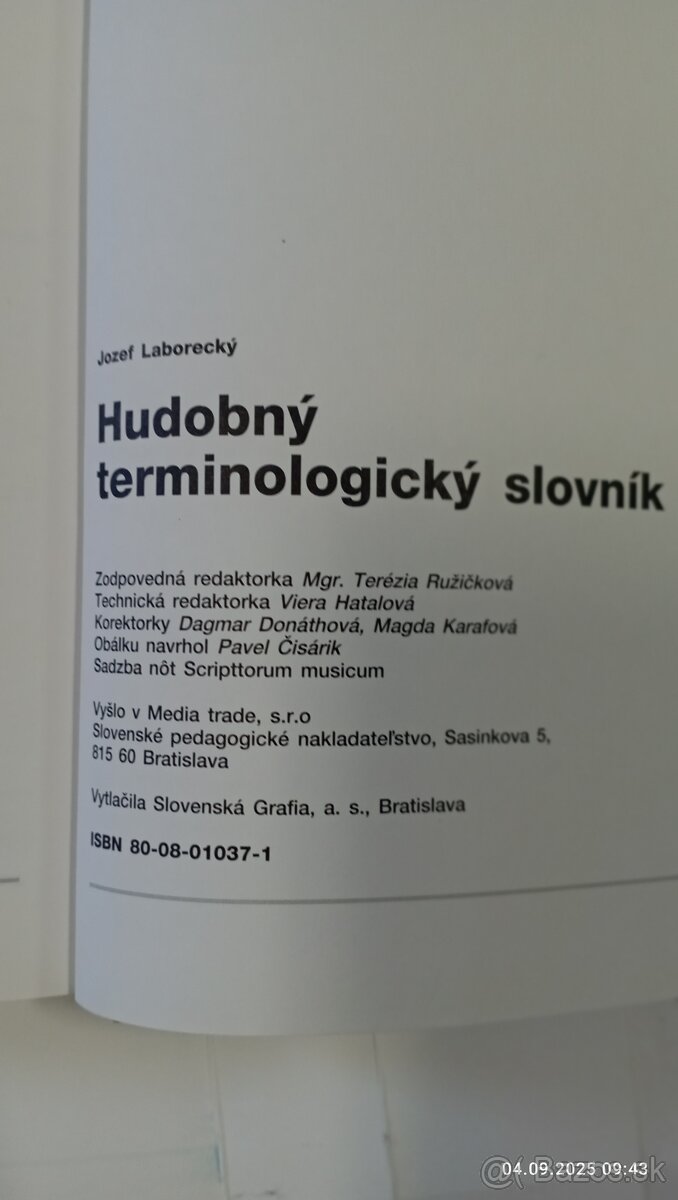 Jozef Laborecký
Hudobný
terminologický slovník
Zodpovedná redaktorka Mgr. Terézia Ružičková
Technická redaktorka Viera Hatalová
Korektorky Dagmar Donáthová, Magda Karafová
Obálku navrhol Pavel Čisárik
Sadzba nôt Scripttorum musicum
Vyšlo v Media trade, s.r.o
Slovenské pedagogické nakladateľstvo, Sasinkova 5,
815 60 Bratislava
Vytlačila Slovenská Grafia, a. s., Bratislava
ISBN 80-08-01037-1
04.09.2025 09:43
Bazos.sk